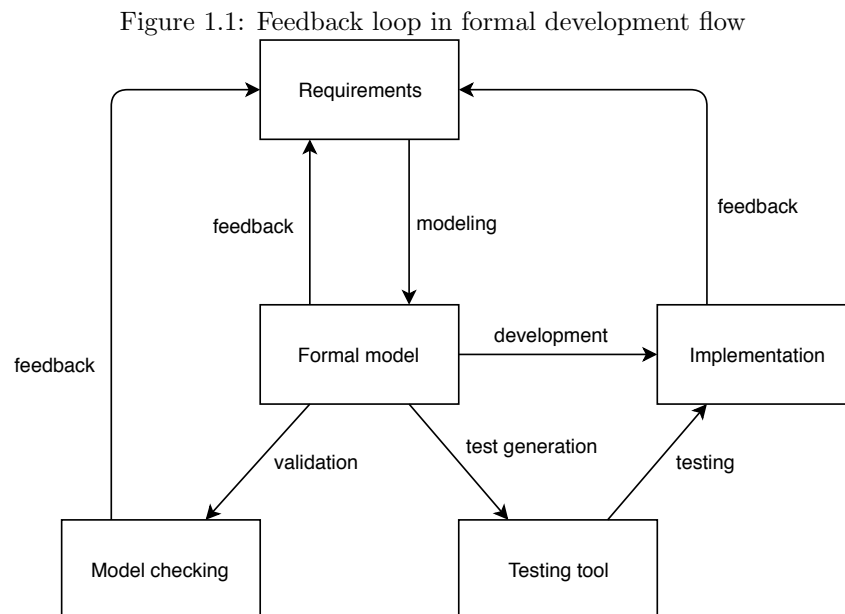 Figure 1.1: Feedback loop in formal development flow
Requirements
feedback
modeling
feedback
feedback
Formal model
development
Implementation
validation
test generation
testing
Model checking
Testing tool